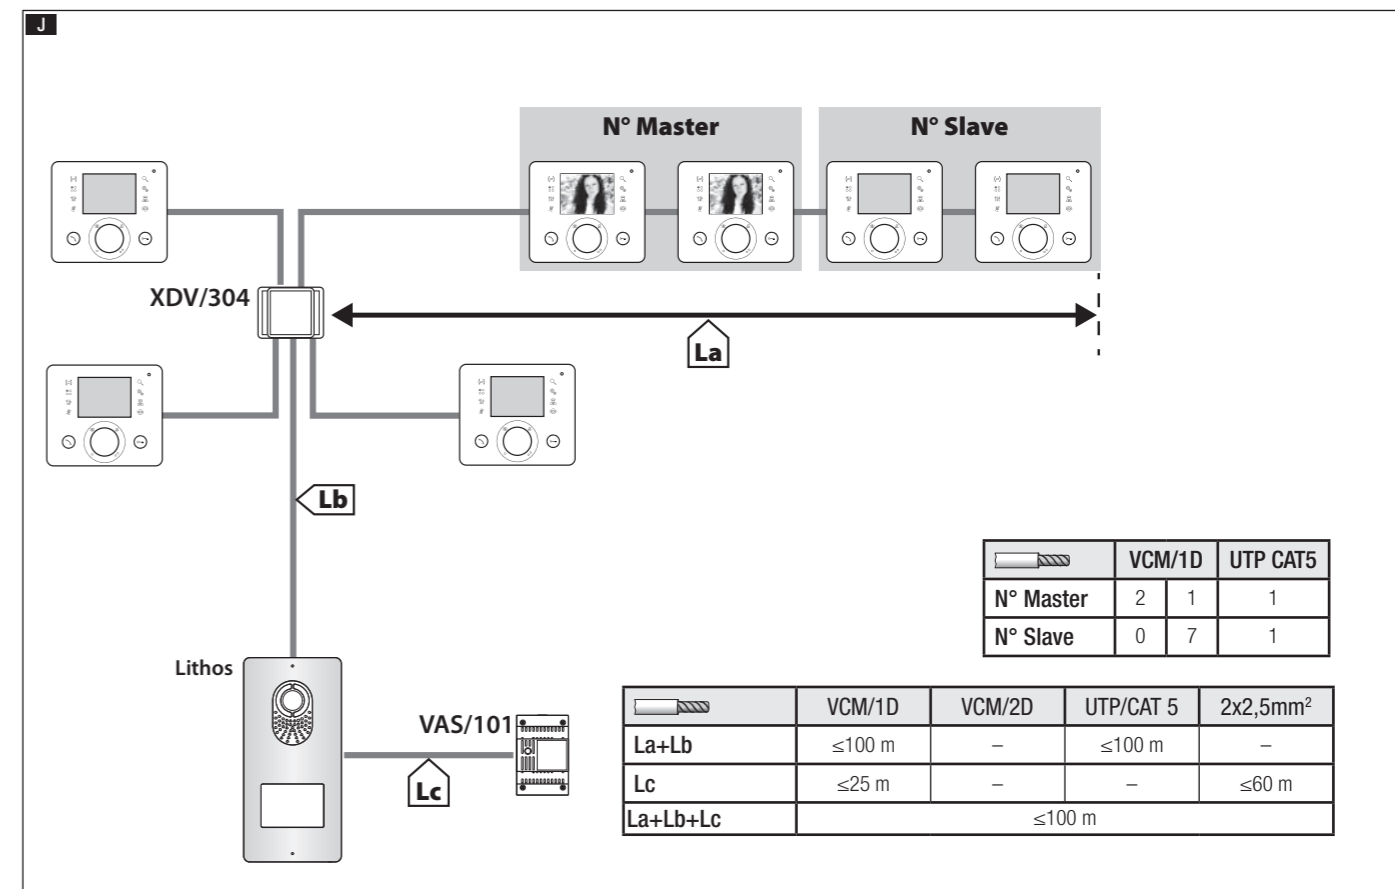 J
N° Master N° Slave
XDV/304
La
Lb
VCM/1D UTP CAT5
N° Master 2 1 1
N° Slave 0 7 1
Lithos
VAS/101
Lc
VCM/1D VCM/2D UTP/CAT 5 2x2,5mm²
La+Lb ≤100 m – ≤100 m –
Lc ≤25 m – – ≤60 m
La+Lb+Lc ≤100 m